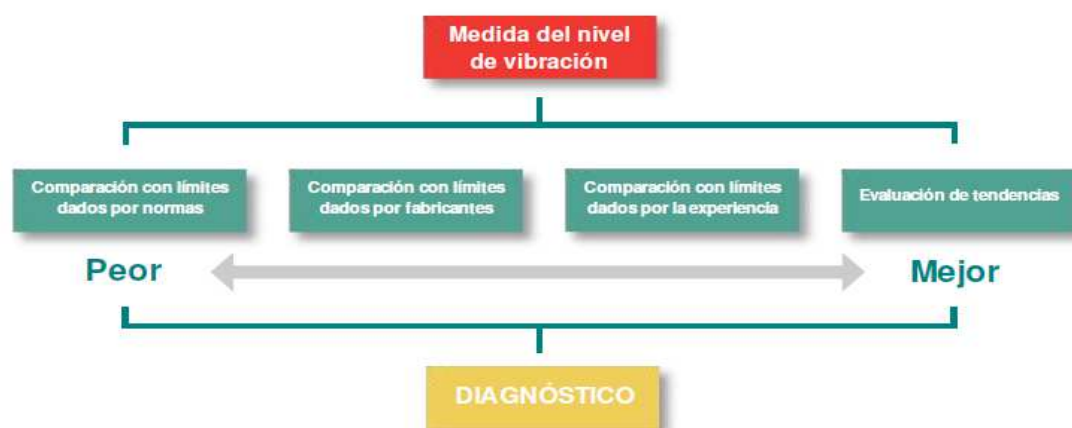 Medida del nivel
de vibración
Comparación con límites
dados por normas
Comparación con límites
dados por fabricantes
Comparación con límites
dados por la experiencia
Evaluación de tendencias
Peor
Mejor
DIAGNÓSTICO